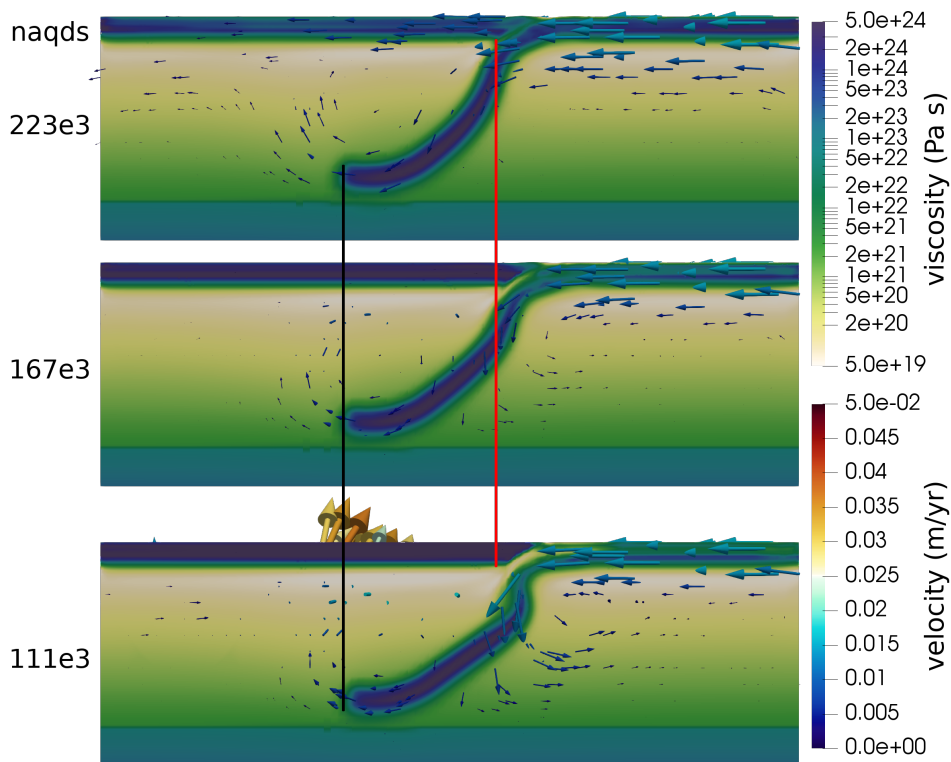 naqds
223e3
167e3
111e3
5.0e+24
2e+24
1e+24
5e+23
2e+23
1e+23
5e+22
2e+22
1e+22
5e+21
2e+21
1e+21
5e+20
2e+20
5.0e+19
viscosity (Pa s)
5.0e-02
0.045
0.04
0.035
0.03
0.025
0.02
0.015
0.01
0.005
0.0e+00
velocity (m/yr)